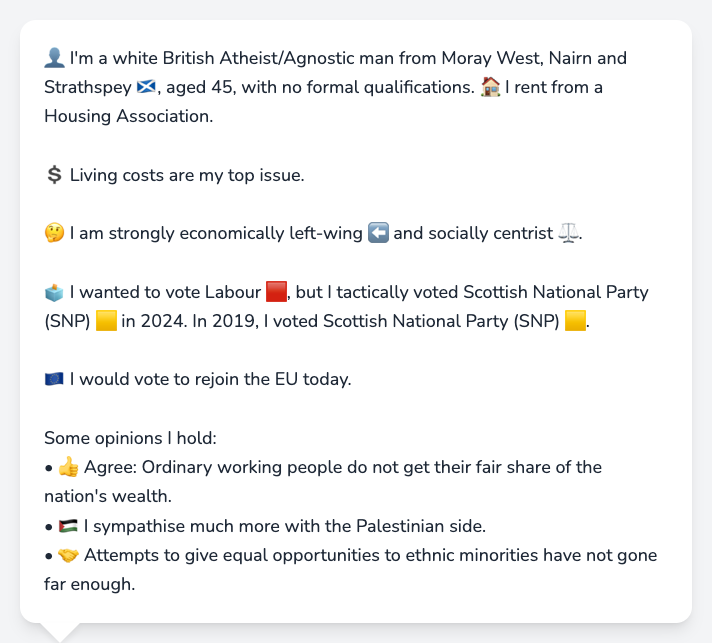 👤 I'm a white British Atheist/Agnostic man from Moray West, Nairn and
Strathspey 🏴󠁧󠁢󠁳󠁣󠁴󠁿, aged 45, with no formal qualifications. 🏠 I rent from a
Housing Association.
💲 Living costs are my top issue.
🤔 I am strongly economically left-wing ⬅️ and socially centrist ⚖️.
🗳️ I wanted to vote Labour 🟥, but I tactically voted Scottish National Party
(SNP) 🟨 in 2024. In 2019, I voted Scottish National Party (SNP) 🟨.
🇪🇺 I would vote to rejoin the EU today.
Some opinions I hold:
• 👍 Agree: Ordinary working people do not get their fair share of the
nation's wealth.
• 🇵🇸 I sympathise much more with the Palestinian side.
• 🤝 Attempts to give equal opportunities to ethnic minorities have not gone
far enough.